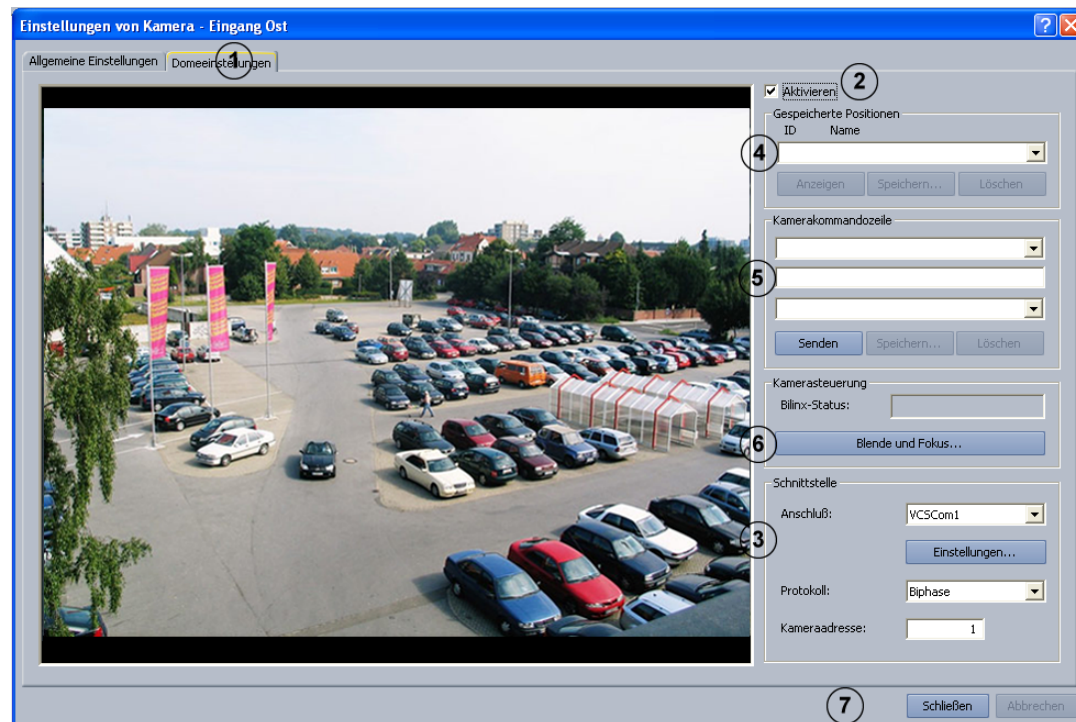 Einstellungen von Kamera - Eingang Ost
Allgemeine Einstellungen
Domeeinstellungen
1
Aktivieren
2
Gespeicherte Positionen
ID Name
4
Anzeigen Speichern... Löschen
Kamerakommandozeile
5
Senden Speichern... Löschen
Kamerasteuerung
Bilinx-Status:
6
Blende und Fokus...
Schnittstelle
Anschluß: VCSCom1
3
Einstellungen...
Protokoll: Biphase
Kameraadresse: 1
7
Schließen Abbrechen